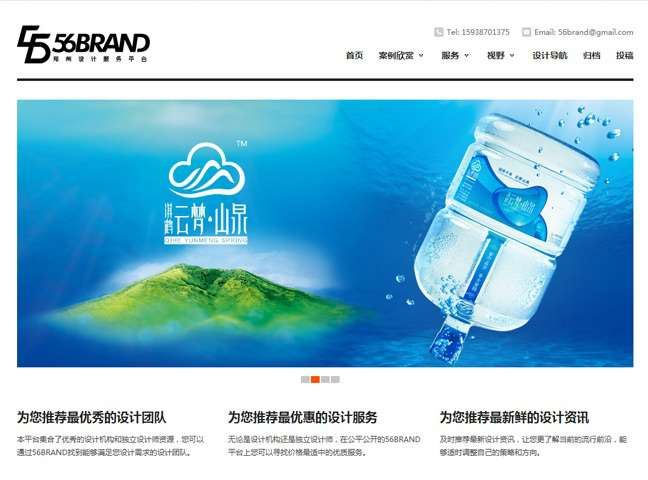 56BRAND
郑州设计服务平台
Tel: 15938701375
Email: 56brand@gmail.com
首页 案例欣赏 服务 视野 设计导航 归档 投稿
TM
淇鹤 云梦·山泉
QIHE YUNMENG SPRING
云梦·山泉
为您推荐最优秀的设计团队
本平台集合了优秀的设计机构和独立设计师资源，您可以
通过56BRAND找到能够满足您设计需求的设计团队。
为您推荐最优惠的设计服务
无论是设计机构还是独立设计师，在公平公开的56BRAND
平台上您可以寻找价格最适中的优质服务。
为您推荐最新鲜的设计资讯
及时推荐最新设计资讯，让您更了解当前的流行前沿，能
够适时调整自己的策略和方向。